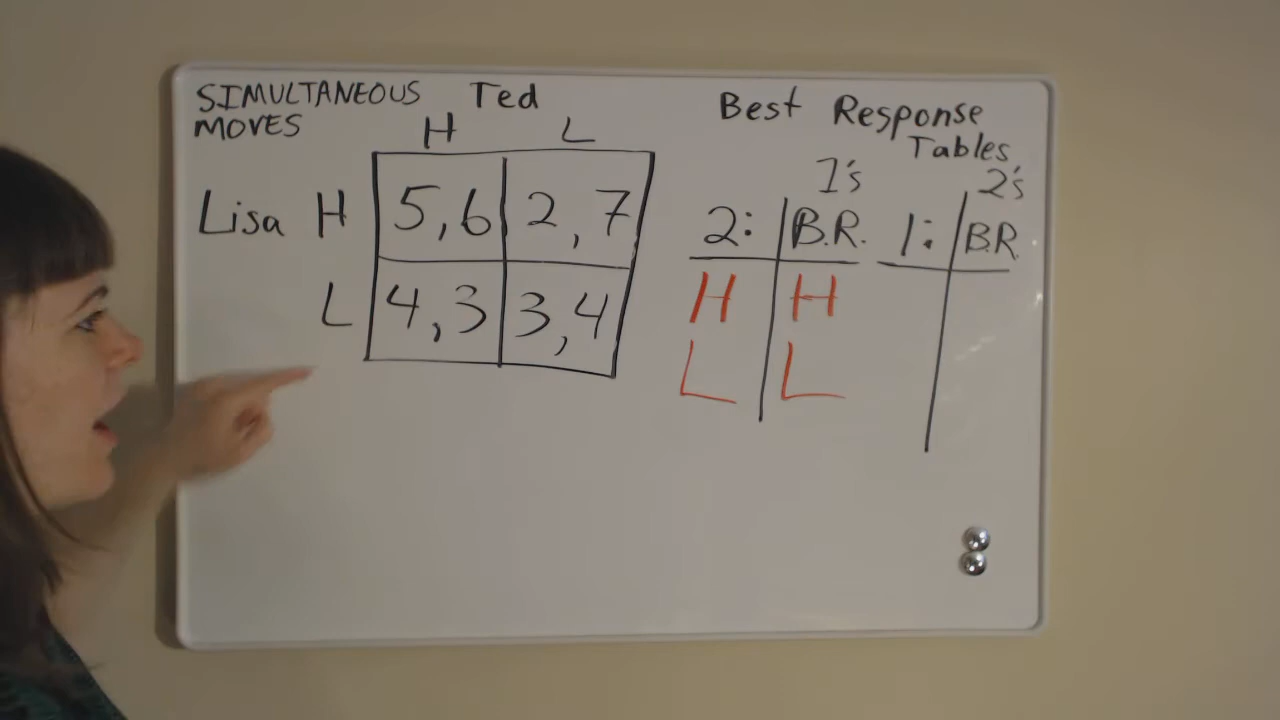 SIMULTANEOUS Ted
MOVES H L
Lisa H 5,6 2,7
L 4,3 3,4
Best Response
Tables
1's 2's
2: B.R. 1: B.R.
H H
L L